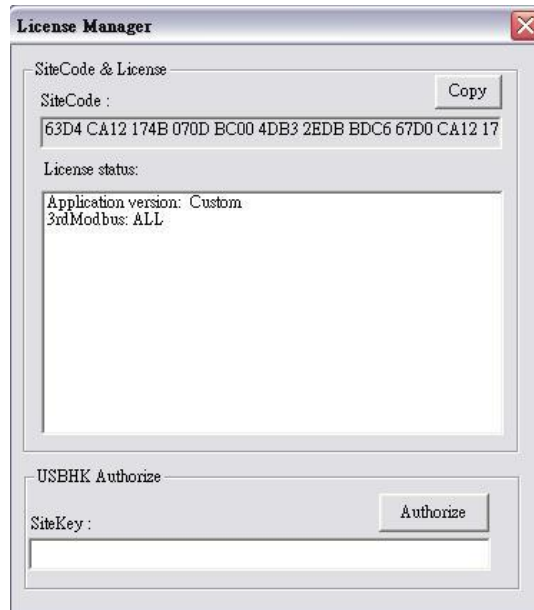 License Manager
SiteCode & License
Copy
SiteCode :
63D4 CA12 174B 070D BC00 4DB3 2EDB BDC6 67D0 CA12 17
License status:
Application version:  Custom
3rdModbus: ALL
USBHK Authorize
Authorize
SiteKey :